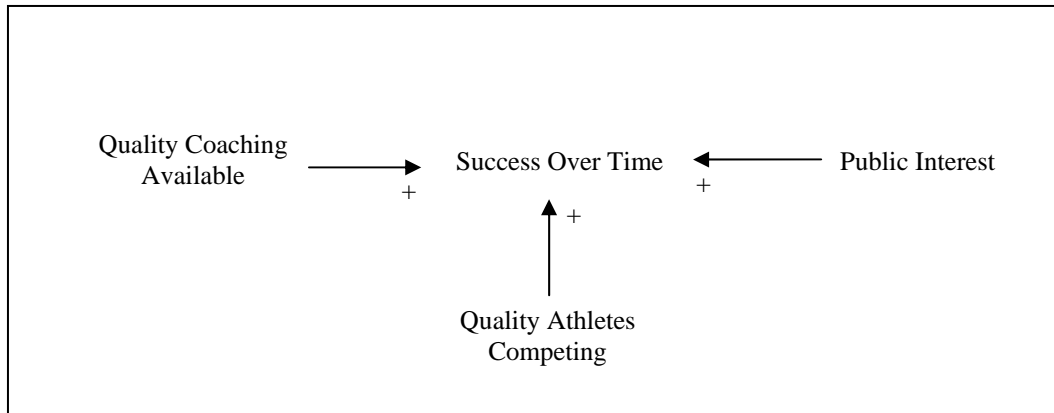 Quality Coaching
Available
+
Success Over Time
+
Public Interest
+
Quality Athletes
Competing